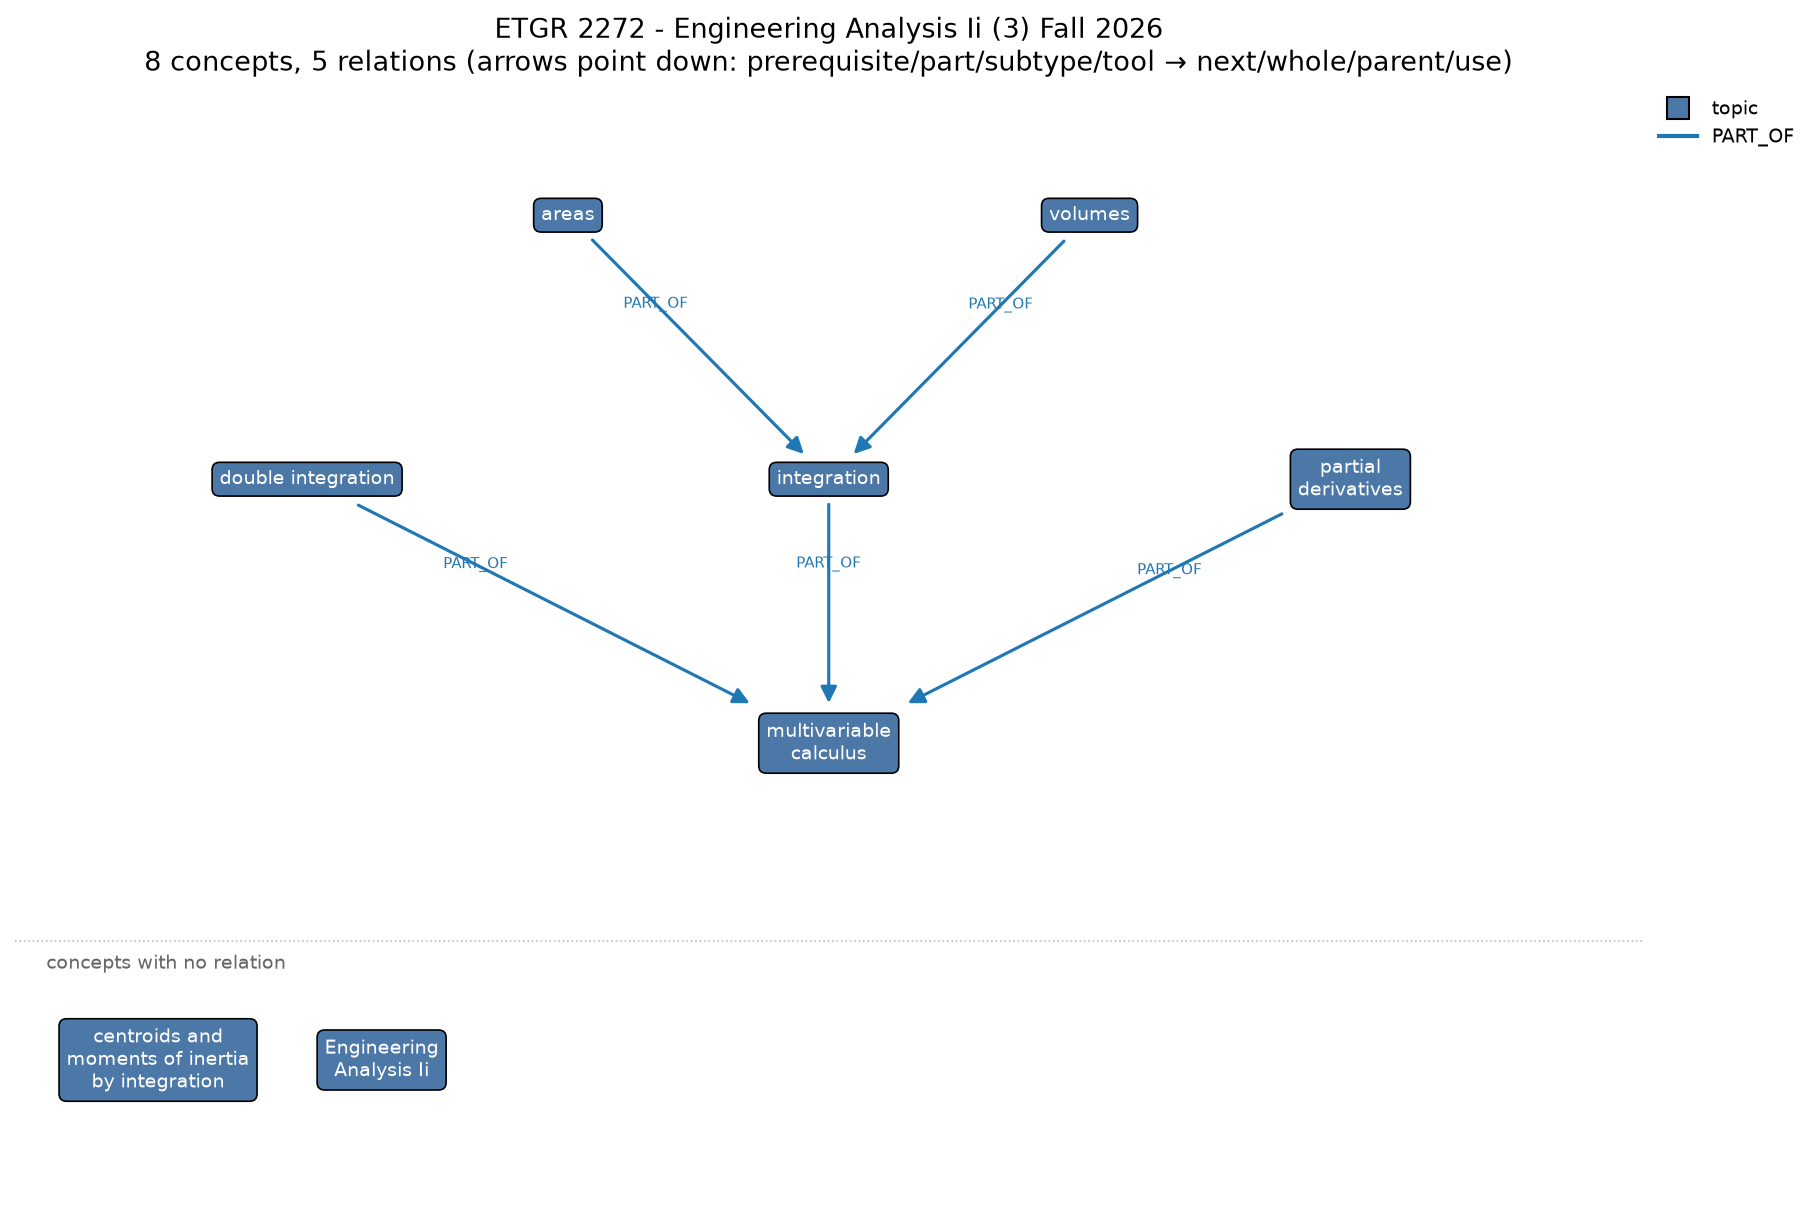 ETGR 2272 - Engineering Analysis Ii (3) Fall 2026
8 concepts, 5 relations (arrows point down: prerequisite/part/subtype/tool → next/whole/parent/use)
topic
PART_OF
areas
volumes
PART_OF
PART_OF
double integration
integration
partial
derivatives
PART_OF
PART_OF
PART_OF
multivariable
calculus
concepts with no relation
centroids and
moments of inertia
by integration
Engineering
Analysis Ii